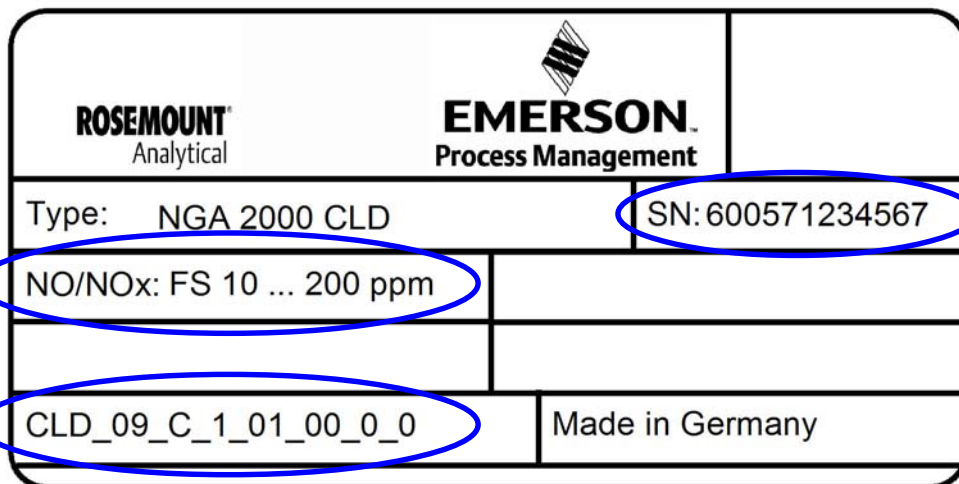 ROSEMOUNT®
Analytical
EMERSON™
Process Management
Type: NGA 2000 CLD
SN: 600571234567
NO/NOx: FS 10 ... 200 ppm
CLD_09_C_1_01_00_0_0
Made in Germany